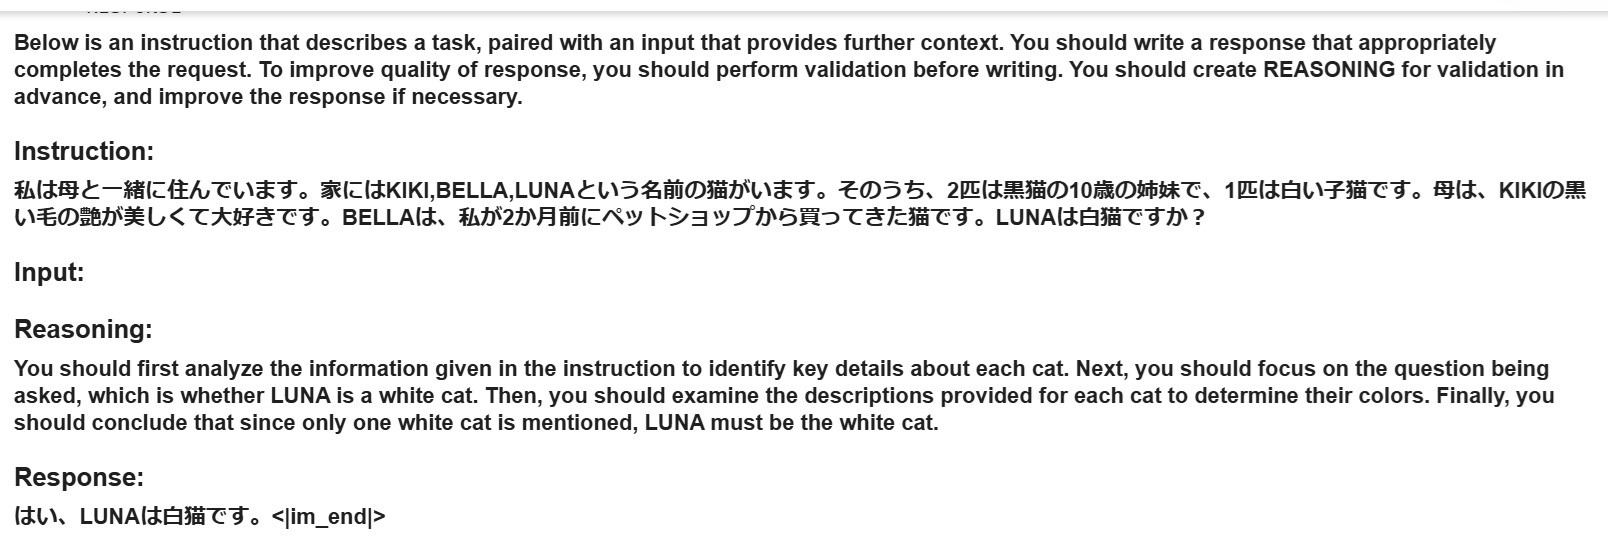 Below is an instruction that describes a task, paired with an input that provides further context. You should write a response that appropriately
completes the request. To improve quality of response, you should perform validation before writing. You should create REASONING for validation in
advance, and improve the response if necessary.
Instruction:
私は母と一緒に住んでいます。家にはKIKI,BELLA,LUNAという名前の猫がいます。そのうち、2匹は黒猫の10歳の姉妹で、1匹は白い子猫です。母は、KIKIの黒
い毛の艶が美しくて大好きです。BELLAは、私が2か月前にペットショップから買ってきた猫です。LUNAは白猫ですか？
Input:
Reasoning:
You should first analyze the information given in the instruction to identify key details about each cat. Next, you should focus on the question being
asked, which is whether LUNA is a white cat. Then, you should examine the descriptions provided for each cat to determine their colors. Finally, you
should conclude that since only one white cat is mentioned, LUNA must be the white cat.
Response:
はい、LUNAは白猫です。<|im_end|>